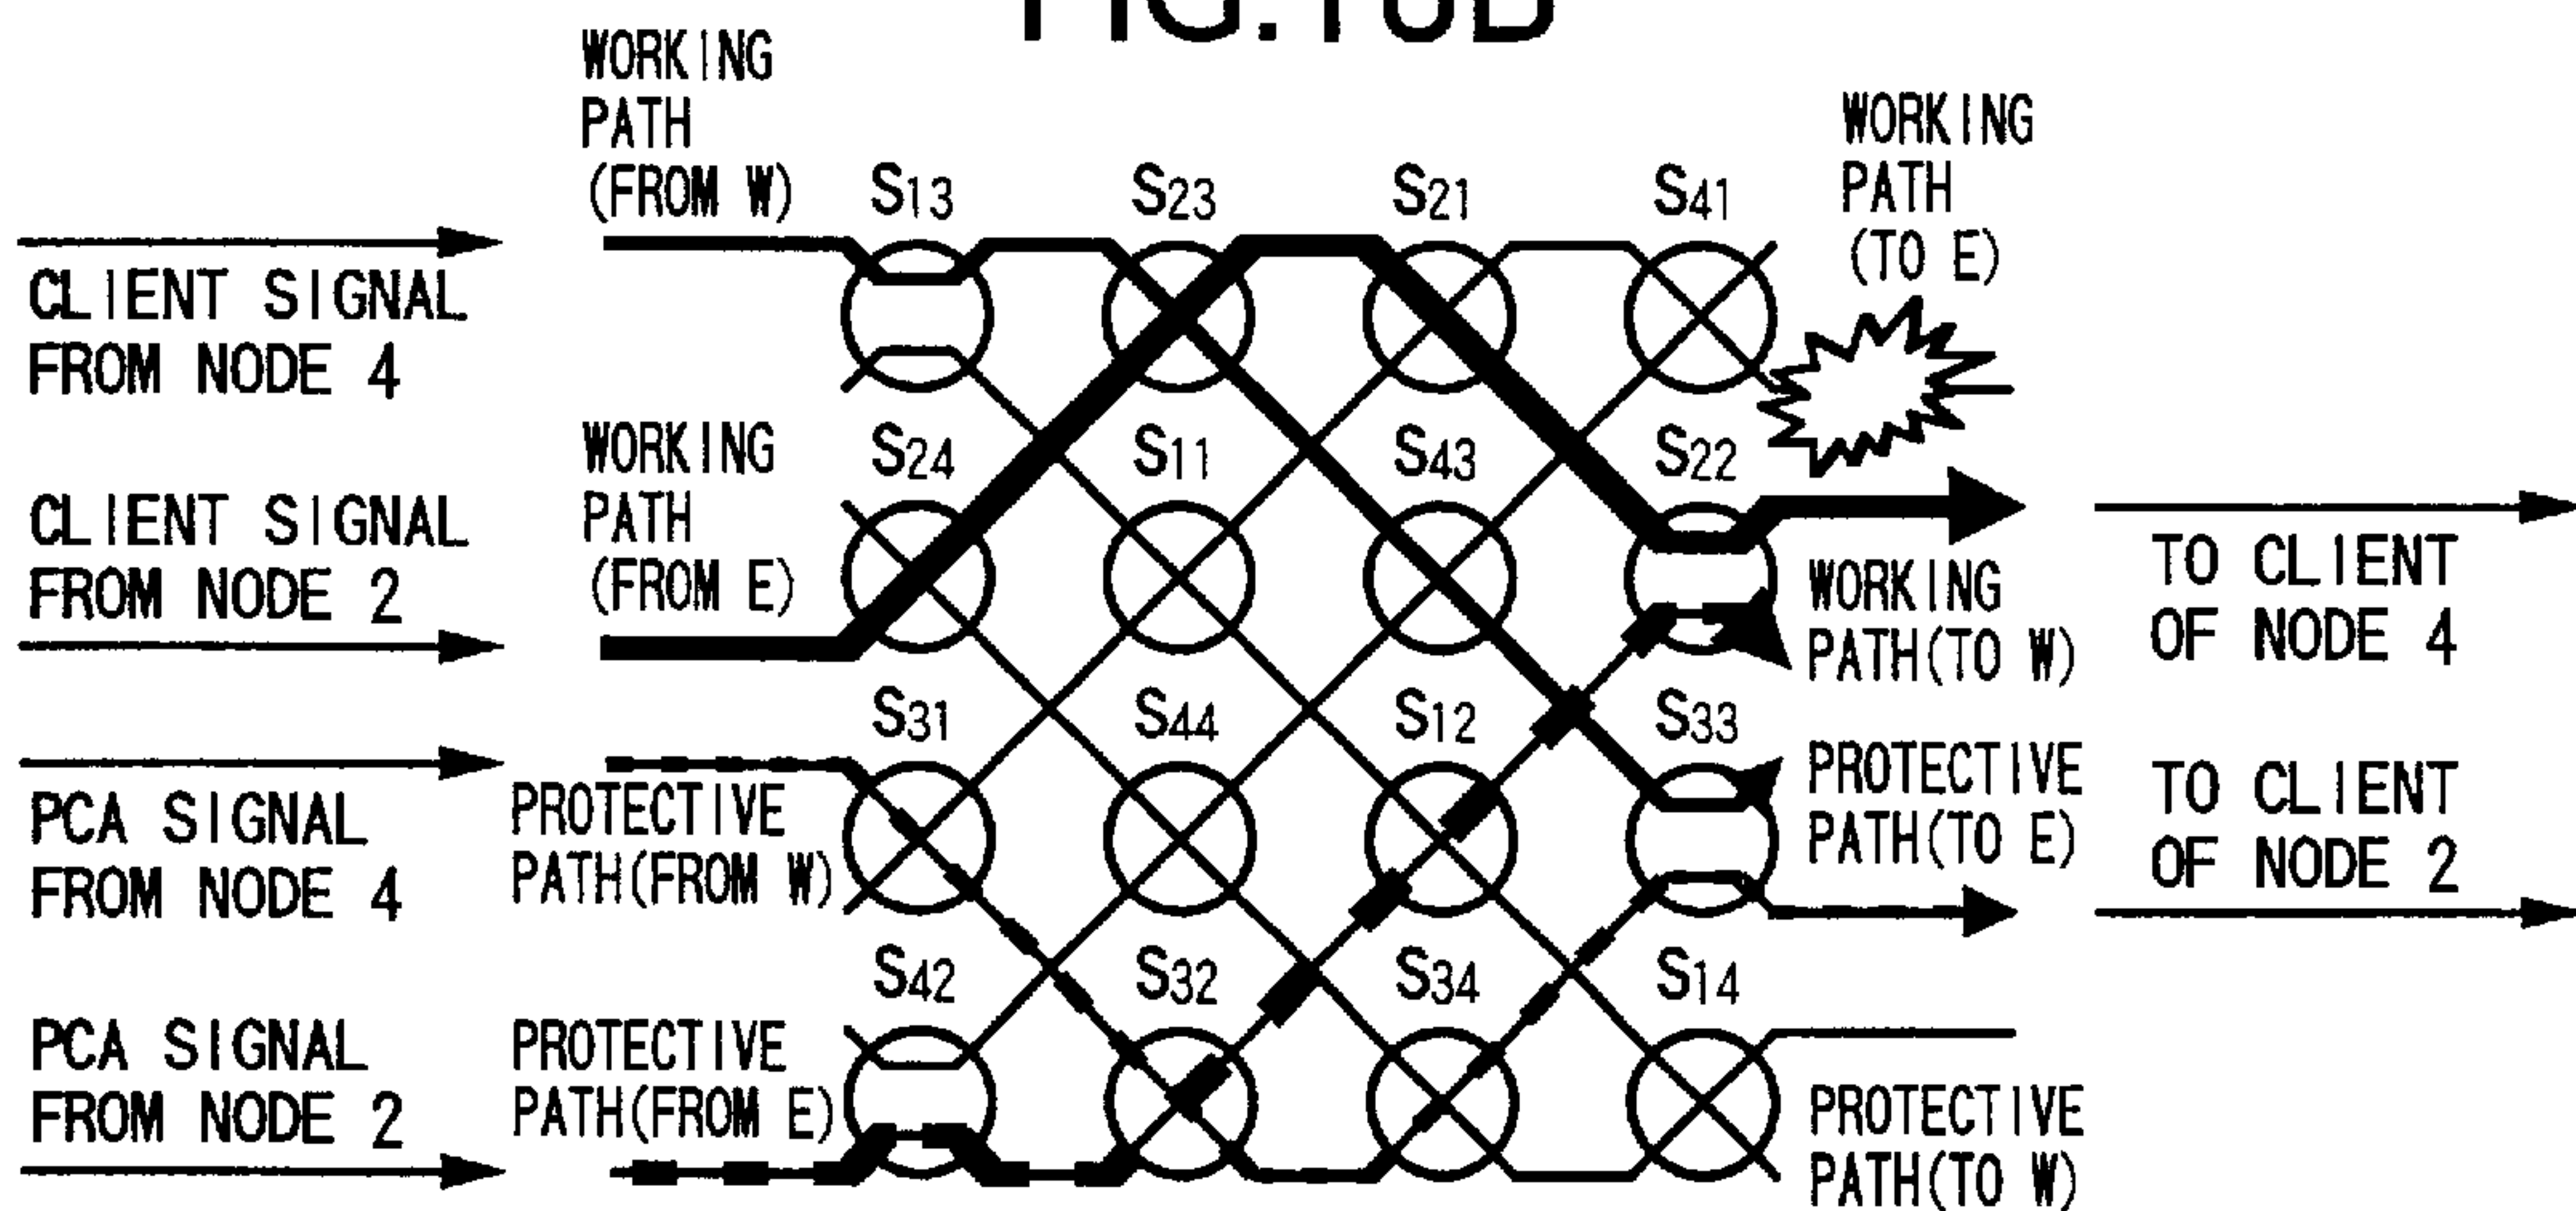 WORKING
PATH
(FROM W)
WORKING
PATH
(TO E)
S13
S23
S21
S41
CLIENT SIGNAL
FROM NODE 4
WORKING
PATH
(FROM E)
S24
S11
S43
S22
CLIENT SIGNAL
FROM NODE 2
WORKING
PATH(TO W)
TO CLIENT
OF NODE 4
S31
S44
S12
S33
PCA SIGNAL
FROM NODE 4
PROTECTIVE
PATH(FROM W)
PROTECTIVE
PATH(TO E)
TO CLIENT
OF NODE 2
S42
S32
S34
S14
PCA SIGNAL
FROM NODE 2
PROTECTIVE
PATH(FROM E)
PROTECTIVE
PATH(TO W)